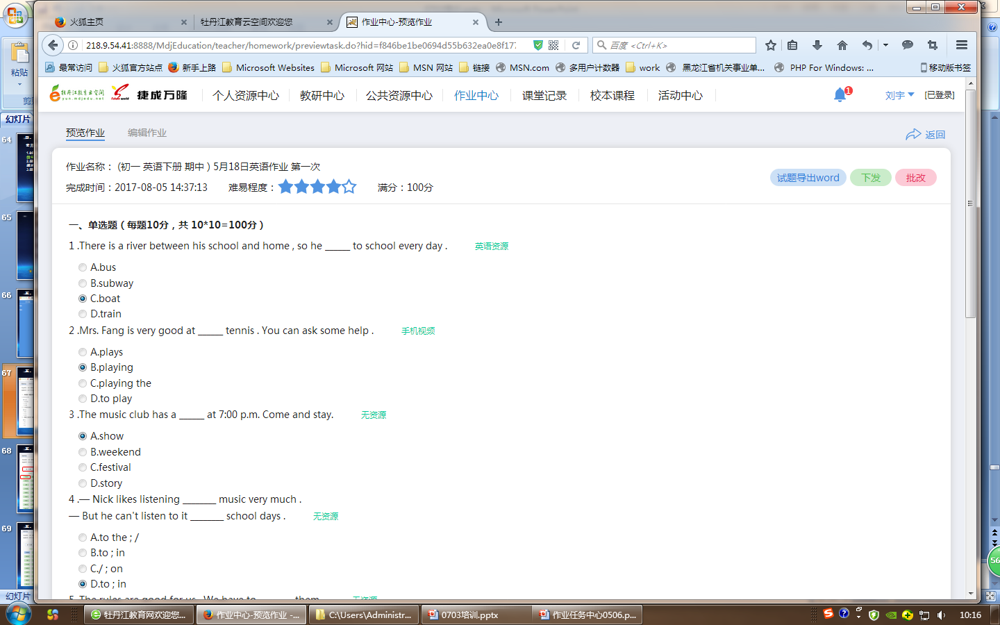 火狐主页
牡丹江教育云空间欢迎您
作业中心-预览作业
218.9.54.41:8888/MdjEducation/teacher/homework/previewtask.do?hid=f846be1be0694d55b632ea0e8f177
百度 <Ctrl+K>
最常访问 火狐官方站点 新手上路 Microsoft Websites Microsoft 网站 MSN 网站 链接 MSN.com 多用户计数器 work 黑龙江省机关事业单... PHP For Windows: ... 移动版书签
牡丹江教育云空间
yun.mdjedu.net
Future world
捷成万隆 个人资源中心 教研中心 公共资源中心 作业中心 课堂记录 校本课程 活动中心 1 刘宇 [已登录]
预览作业 编辑作业 返回
作业名称： (初一 英语下册 期中 ) 5月18日英语作业 第一次
完成时间：2017-08-05 14:37:13 难易程度： 满分：100分
试题导出word 下发 批改
一、单选题（每题10分，共 10*10=100分）
1 .There is a river between his school and home , so he _____ to school every day . 英语资源
A.bus
B.subway
C.boat
D.train
2 .Mrs. Fang is very good at _____ tennis . You can ask some help . 手机视频
A.plays
B.playing
C.playing the
D.to play
3 .The music club has a _____ at 7:00 p.m. Come and stay. 无资源
A.show
B.weekend
C.festival
D.story
4 .— Nick likes listening ______ music very much .
— But he can't listen to it ______ school days . 无资源
A.to the ; /
B.to ; in
C./ ; on
D.to ; in
5 .The rules are good for us . We have to ______ them . 无资源
粘贴
幻灯片
64
65
66
67
68
69
幻灯片
56
牡丹江教育网欢迎您... 作业中心-预览作业 -... C:\Users\Administr... 0703培训.pptx 作业任务中心0506.p... 10:16